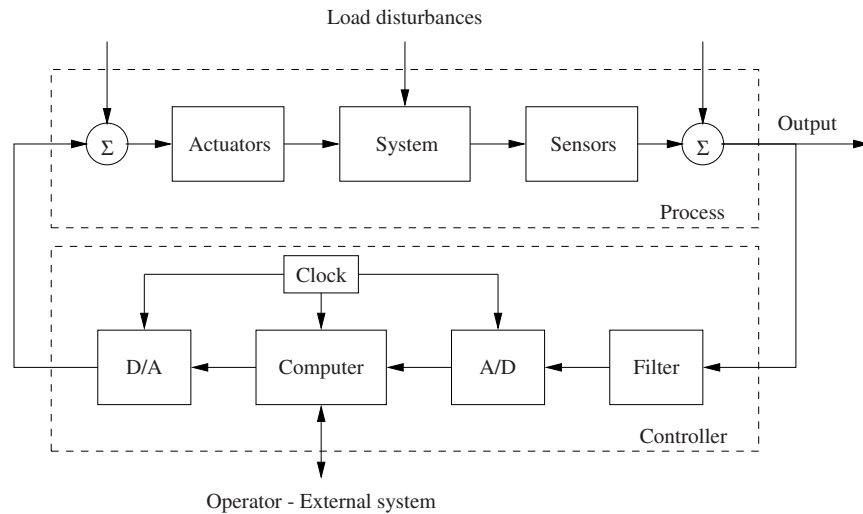 Load disturbances
Output
Σ
Actuators
System
Sensors
Σ
Process
Clock
D/A
Computer
A/D
Filter
Controller
Operator - External system